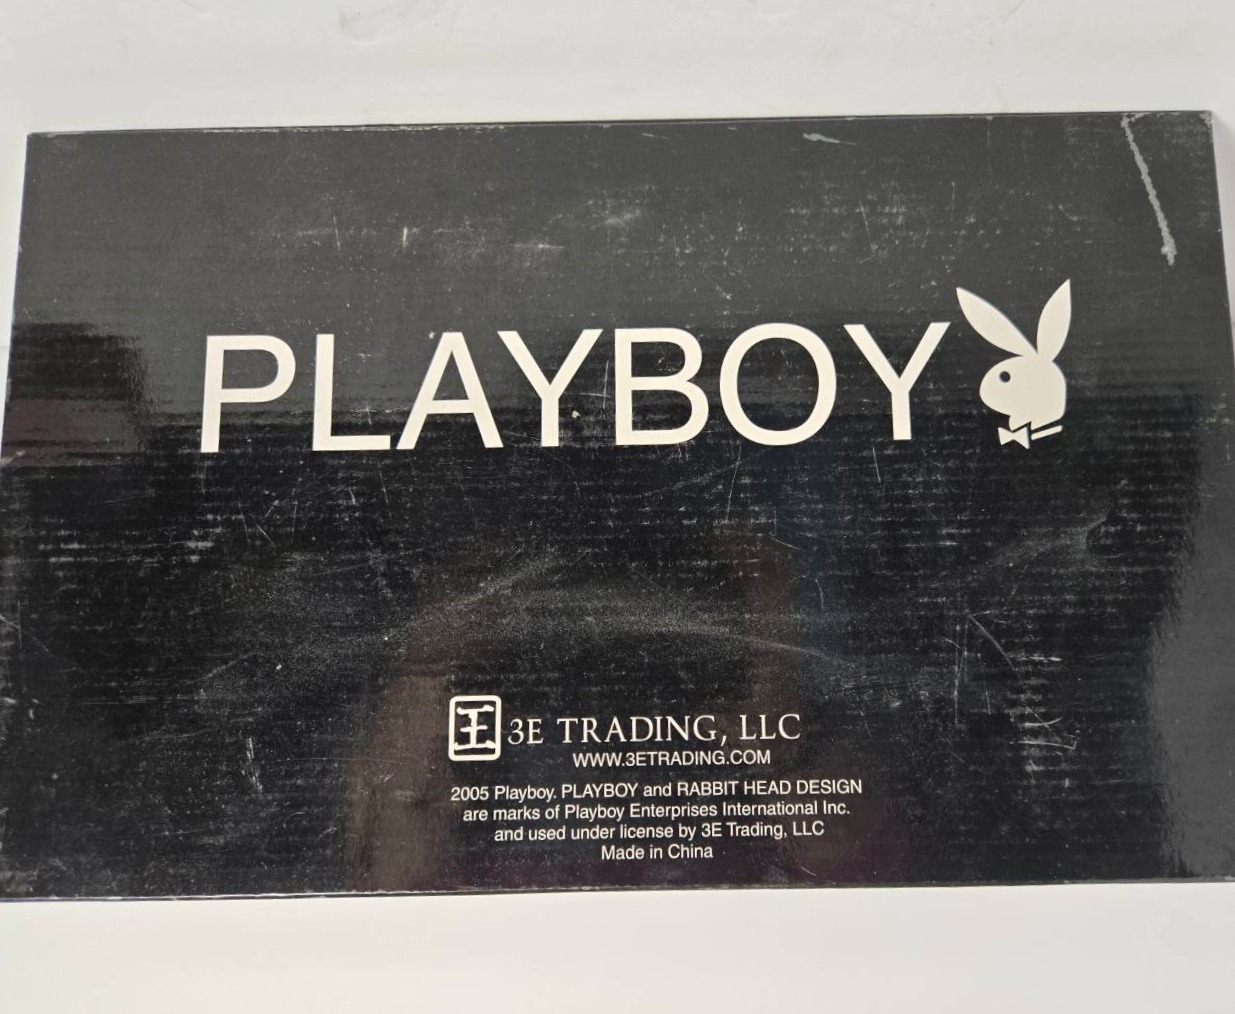 PLAYBOY
3E TRADING, LLC
WWW.3ETRADING.COM
2005 Playboy. PLAYBOY and RABBIT HEAD DESIGN
are marks of Playboy Enterprises International Inc.
and used under license by 3E Trading, LLC
Made in China